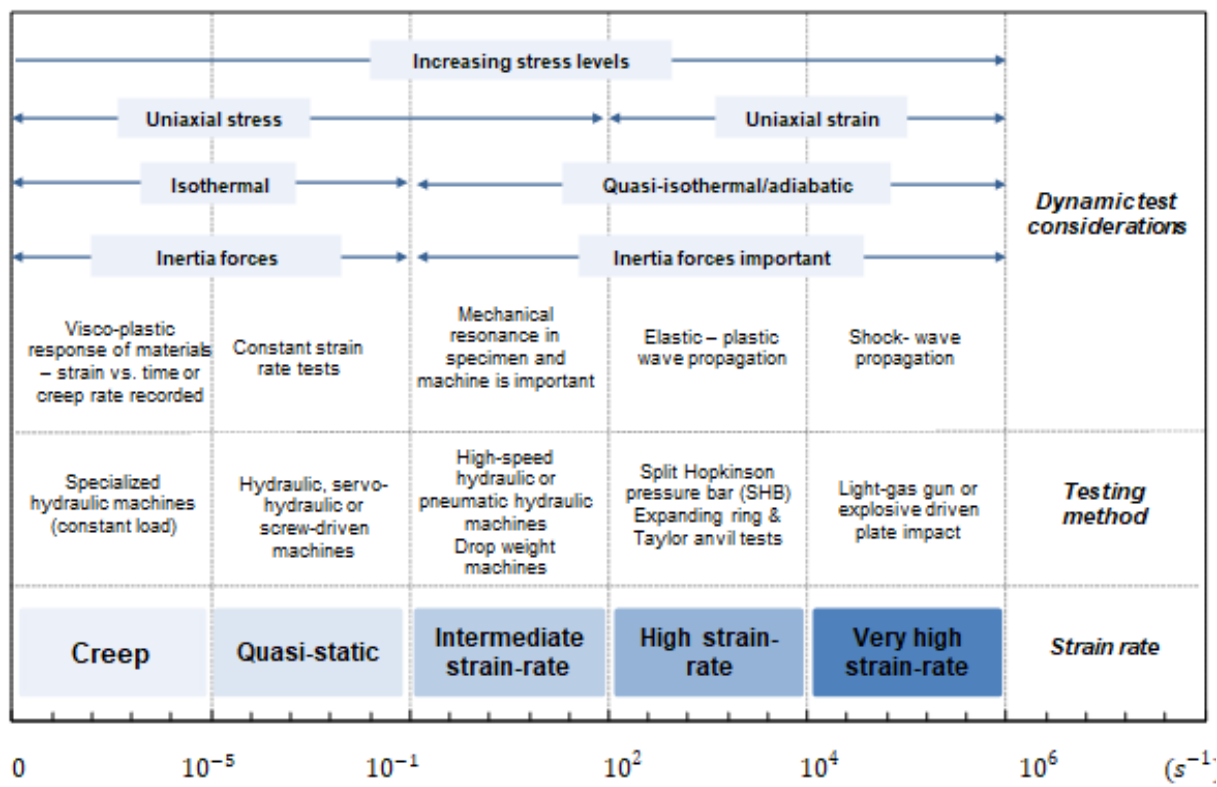 Increasing stress levels
Uniaxial stress
Uniaxial strain
Isothermal
Quasi-isothermal/adiabatic
Dynamic test
considerations
Inertia forces
Inertia forces important
Visco-plastic
response of materials
– strain vs. time or
creep rate recorded
Constant strain
rate tests
Mechanical
resonance in
specimen and
machine is important
Elastic – plastic
wave propagation
Shock- wave
propagation
Specialized
hydraulic machines
(constant load)
Hydraulic, servo-
hydraulic or
screw-driven
machines
High-speed
hydraulic or
pneumatic hydraulic
machines
Drop weight
machines
Split Hopkinson
pressure bar (SHB)
Expanding ring &
Taylor anvil tests
Light-gas gun or
explosive driven
plate impact
Testing
method
Creep
Quasi-static
Intermediate
strain-rate
High strain-
rate
Very high
strain-rate
Strain rate
0 10⁻⁵ 10⁻¹ 10² 10⁴ 10⁶ (s⁻¹)